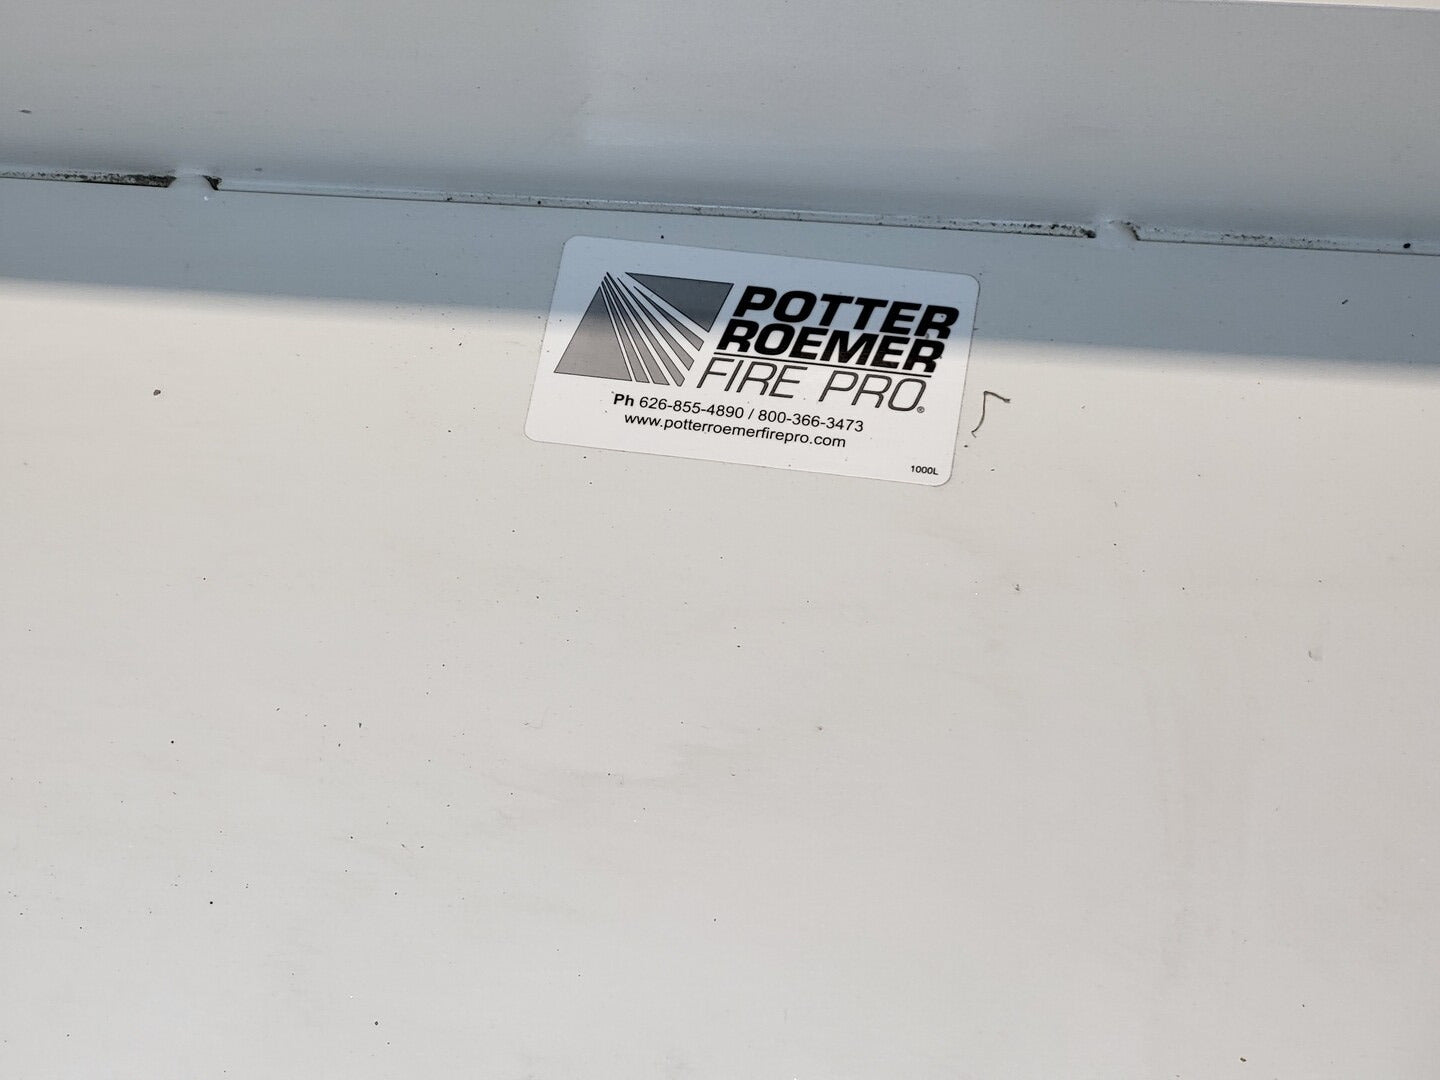 POTTER
ROEMER
FIRE PRO®
Ph 626-855-4890 / 800-366-3473
www.potterroemerfirepro.com
1000L